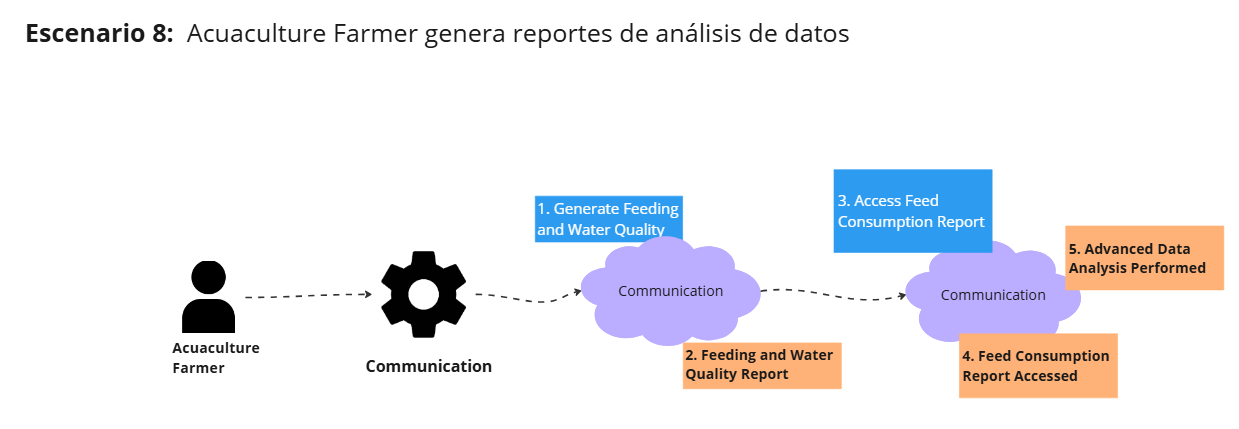 Escenario 8: Acuaculture Farmer genera reportes de análisis de datos
1. Generate Feeding
and Water Quality
3. Access Feed
Consumption Report
5. Advanced Data
Analysis Performed
Communication
Communication
Acuaculture
Farmer
Communication
2. Feeding and Water
Quality Report
4. Feed Consumption
Report Accessed